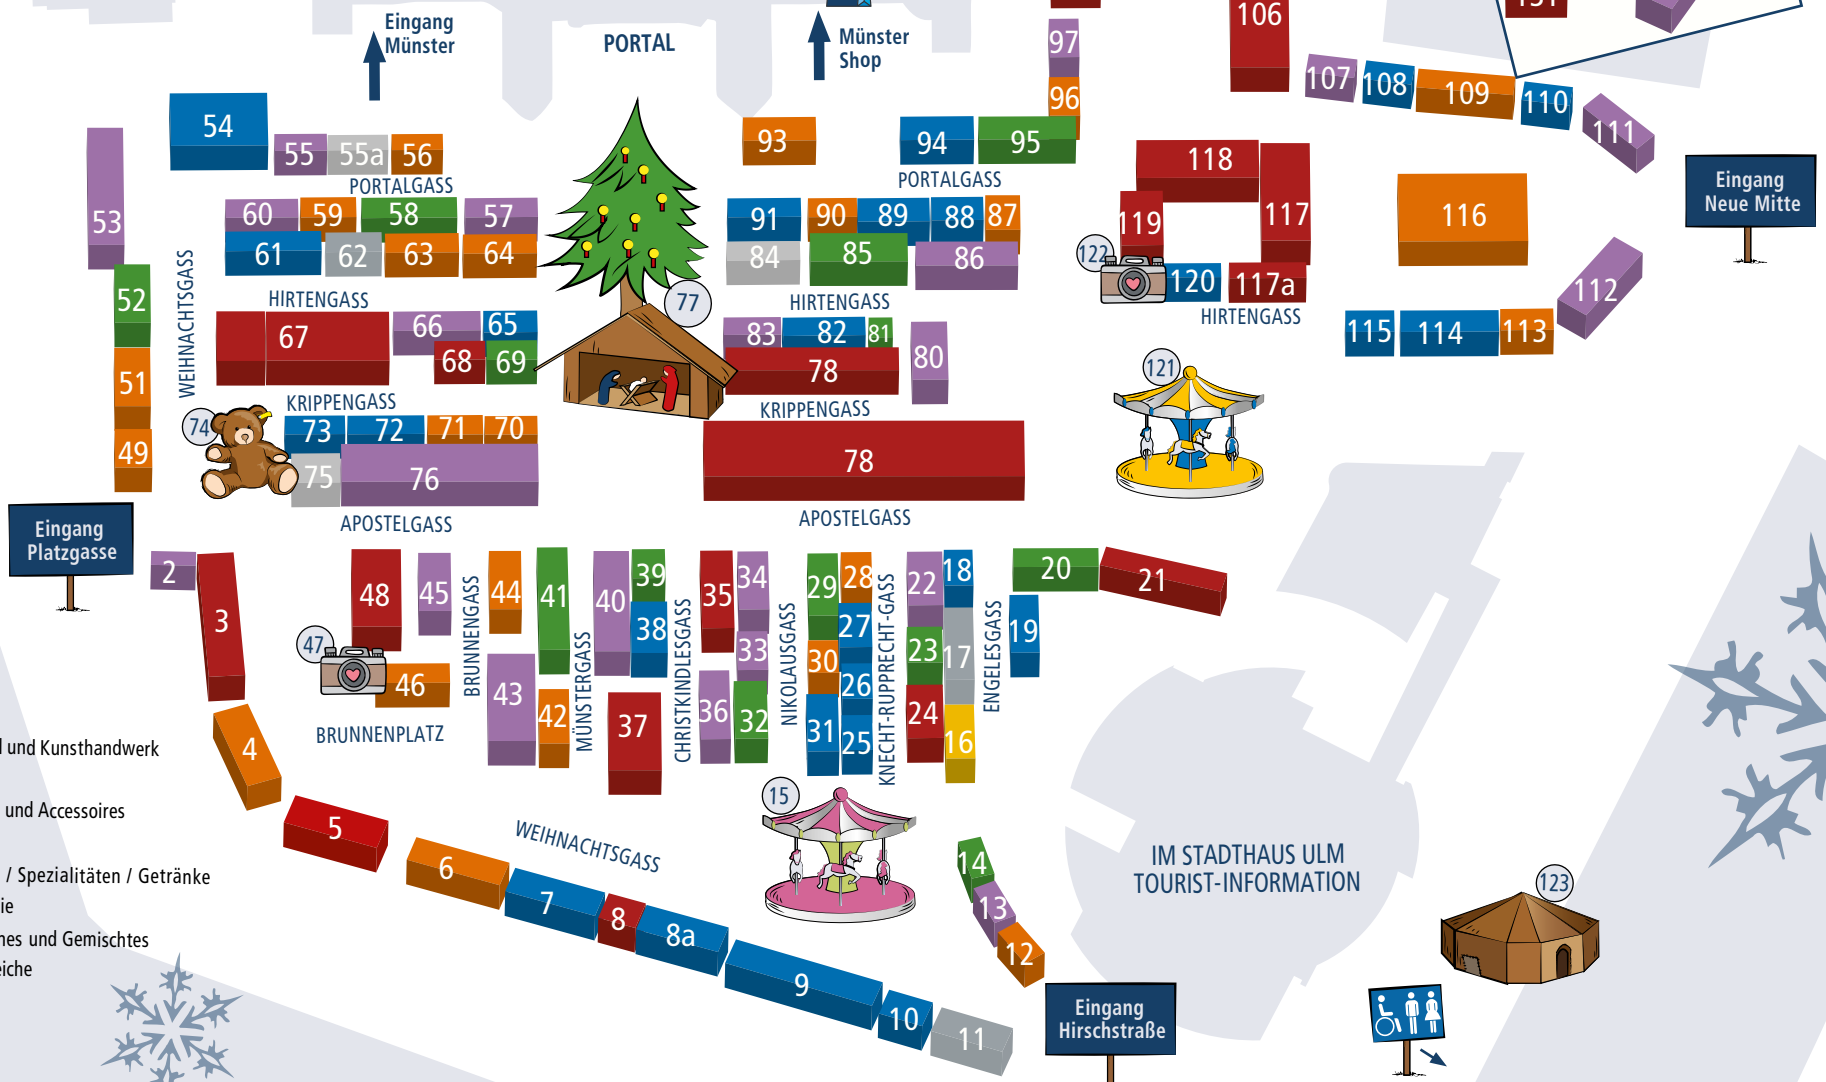 Eingang
Münster
PORTAL
Münster
Shop
97
96
106
107
108
109
110
111
54
55
55a
56
PORTALGASS
93
94
95
PORTALGASS
118
119
117
122
120
117a
HIRTENGASS
116
Eingang
Neue Mitte
112
115
114
113
53
52
51
49
WEIHNACHTSGASS
60
59
58
57
61
62
63
64
HIRTENGASS
91
90
89
88
87
84
85
86
HIRTENGASS
77
67
66
65
68
69
KRIPPENGASS
83
82
81
80
78
KRIPPENGASS
121
74
73
72
71
70
75
76
APOSTELGASS
78
APOSTELGASS
Eingang
Platzgasse
2
3
4
5
48
45
47
46
BRUNNENPLATZ
BRUNNENGASS
44
41
43
42
MÜNSTERGASS
40
39
38
37
CHRISTKINDLESGASS
35
34
33
36
32
NIKOLAUSGASS
29
28
27
30
26
31
25
KNECHT-RUPPRECHT-GASS
22
18
23
17
24
16
ENGELESGASS
19
20
21
15
WEIHNACHTSGASS
6
7
8
8a
9
10
11
14
13
12
Eingang
Hirschstraße
IM STADTHAUS ULM
TOURIST-INFORMATION
123
und Kunsthandwerk
und Accessoires
/ Spezialitäten / Getränke
und Gemischtes